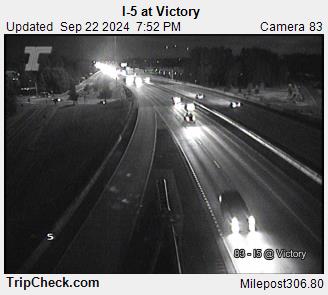 I-5 at Victory
Updated Sep 22 2024 7:52 PM Camera 83
T
S
83 - I5 @ Victory
TripCheck.com Milepost306.80